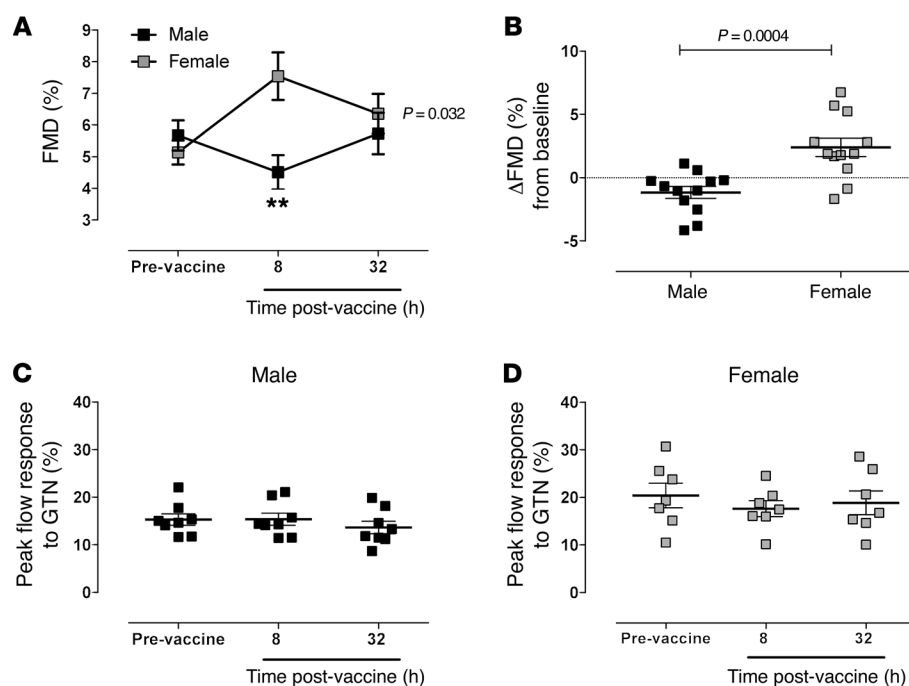 A
9
8
7
6
5
4
3
FMD (%)
Male
Female
P = 0.032
**
Pre-vaccine 8 32
Time post-vaccine (h)
B
10
5
0
-5
ΔFMD (%)
from baseline
P = 0.0004
Male Female
C
Male
40
30
20
10
0
Peak flow response
to GTN (%)
Pre-vaccine 8 32
Time post-vaccine (h)
D
Female
40
30
20
10
0
Peak flow response
to GTN (%)
Pre-vaccine 8 32
Time post-vaccine (h)